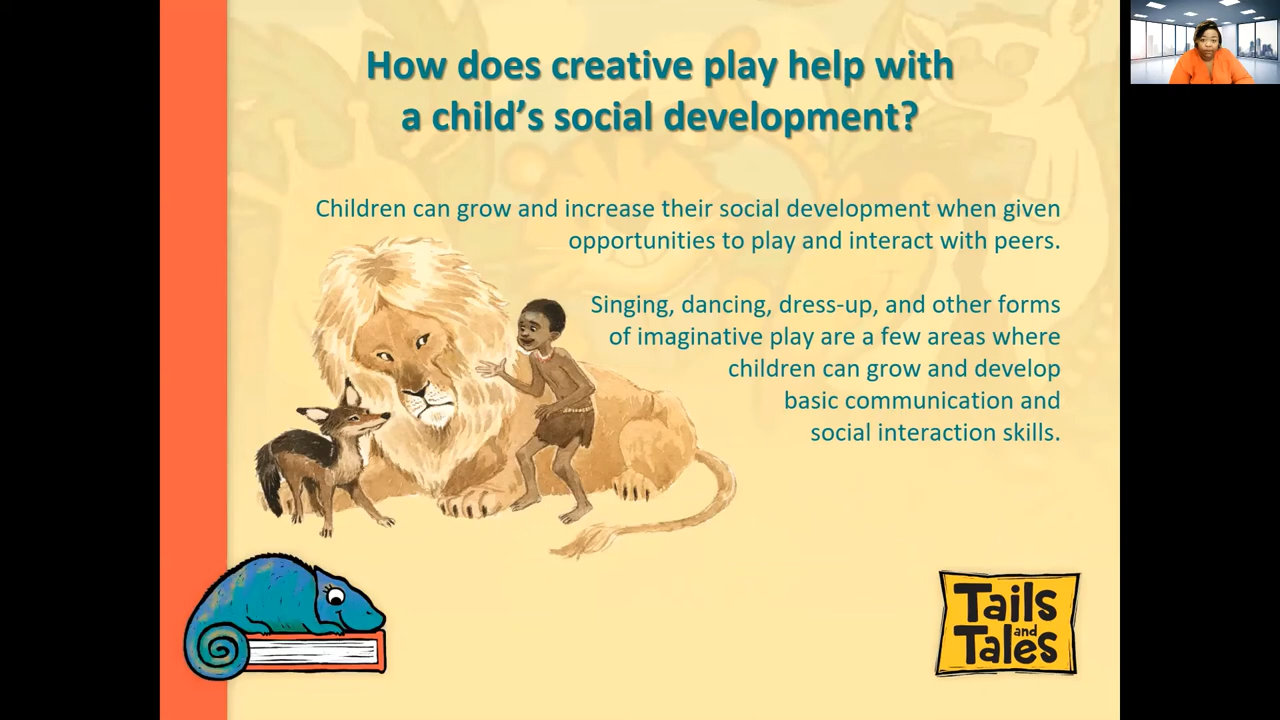 How does creative play help with
a child's social development?
Children can grow and increase their social development when given
opportunities to play and interact with peers.
Singing, dancing, dress-up, and other forms
of imaginative play are a few areas where
children can grow and develop
basic communication and
social interaction skills.
Tails
and
Tales